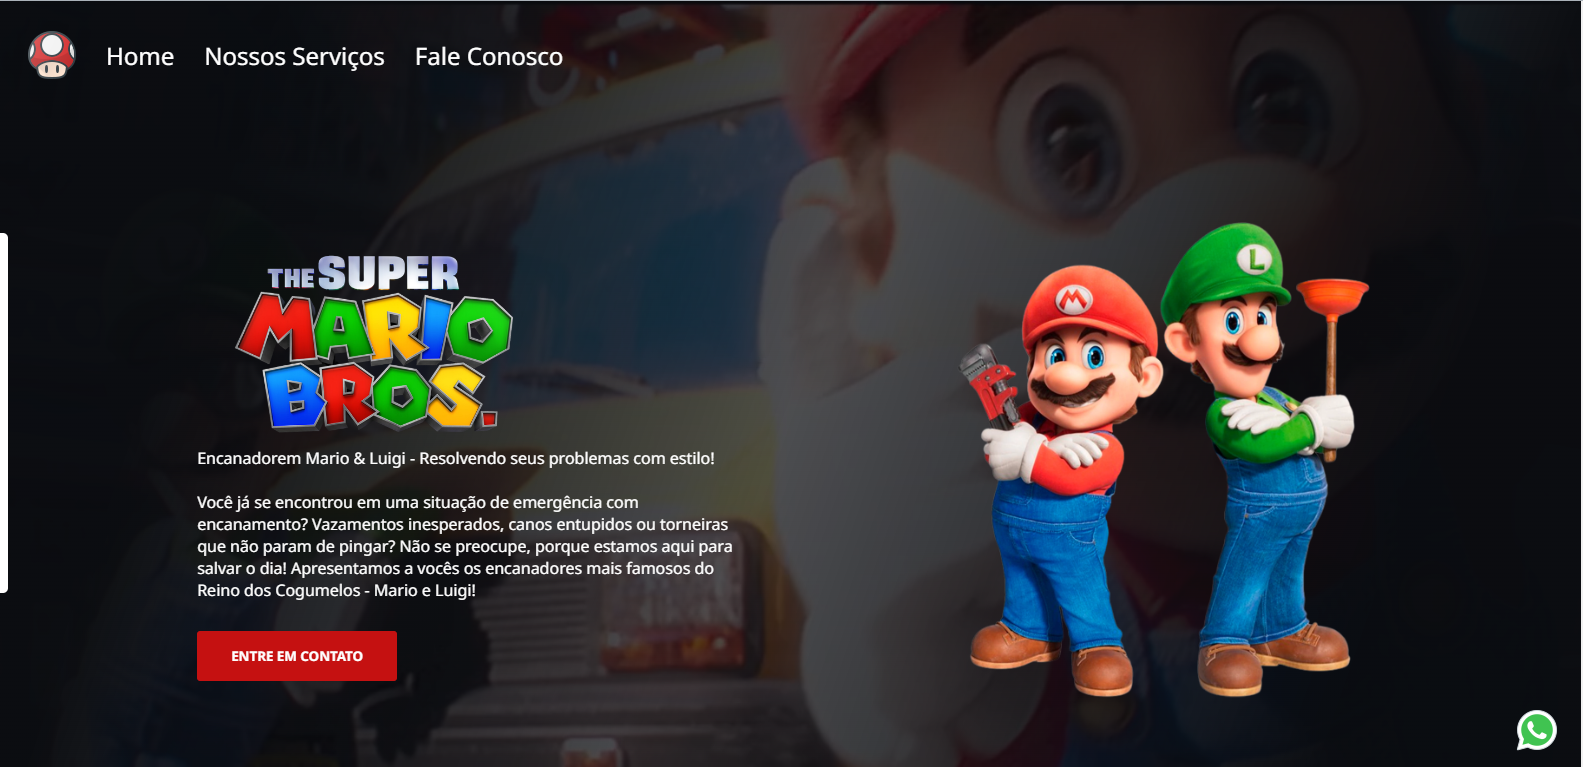 Home Nossos Serviços Fale Conosco
THE SUPER
MARIO
BROS.
M
L
Encanadorem Mario & Luigi - Resolvendo seus problemas com estilo!
Você já se encontrou em uma situação de emergência com
encanamento? Vazamentos inesperados, canos entupidos ou torneiras
que não param de pingar? Não se preocupe, porque estamos aqui para
salvar o dia! Apresentamos a vocês os encanadores mais famosos do
Reino dos Cogumelos - Mario e Luigi!
ENTRE EM CONTATO